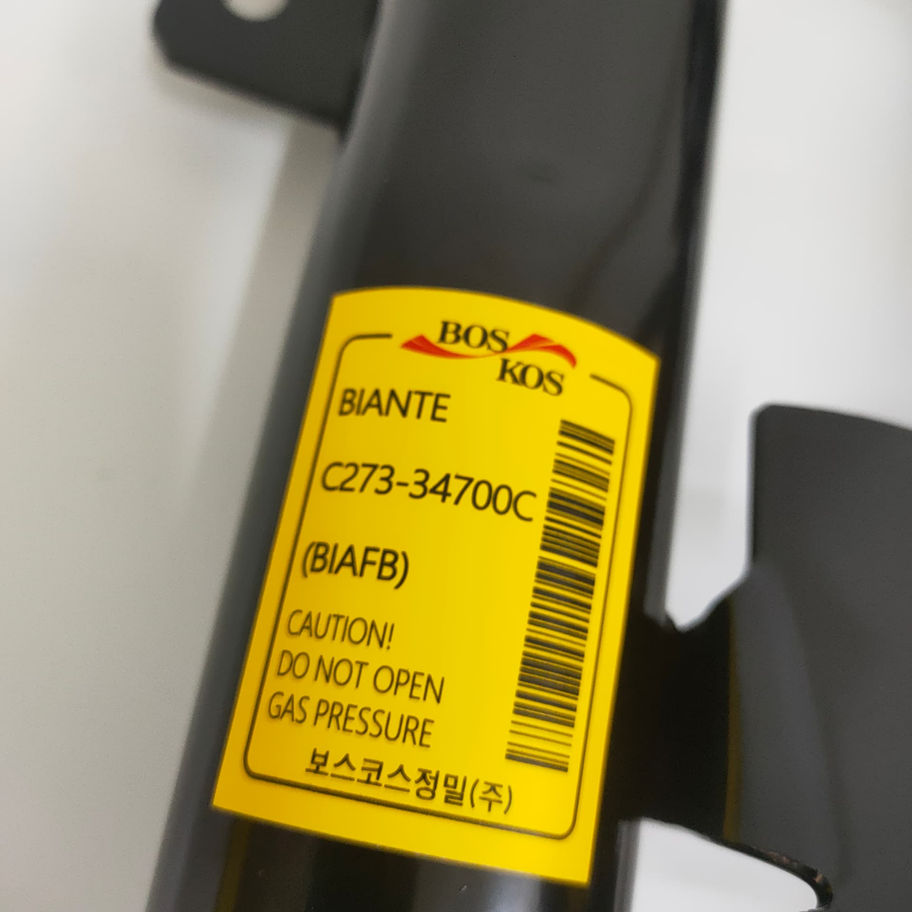 BOS
KOS
BIANTE
C273-34700C
(BIAFB)
CAUTION!
DO NOT OPEN
GAS PRESSURE
보스코스정밀(주)